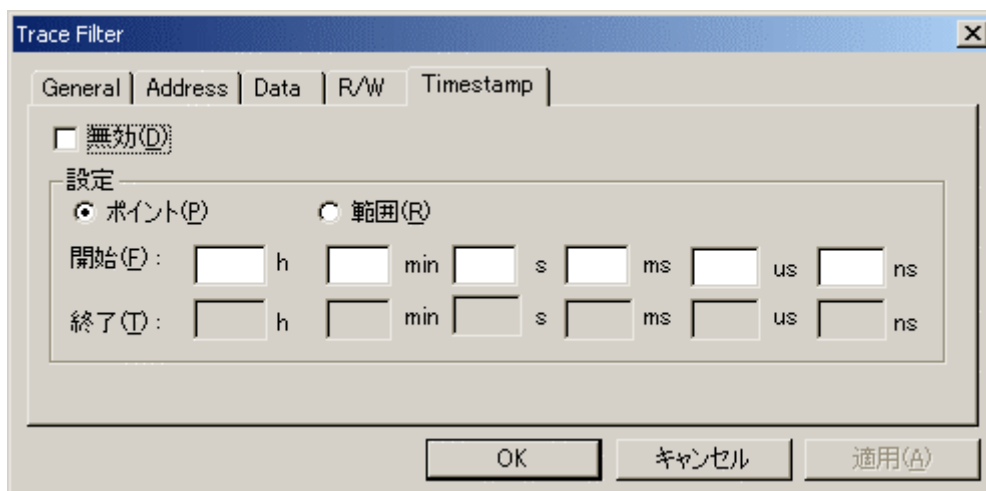 Trace Filter
General Address Data R/W Timestamp
無効(D)
設定
ポイント(P) 範囲(R)
開始(F): h min s ms us ns
終了(T): h min s ms us ns
OK キャンセル 適用(A)